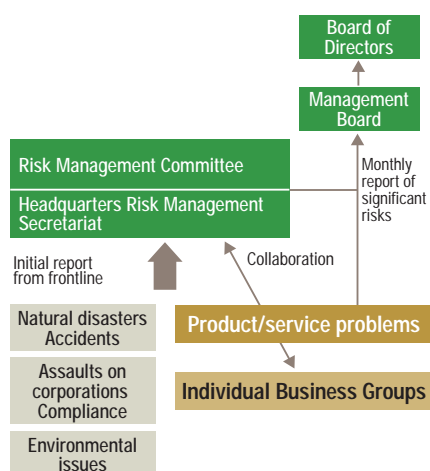 Board of
Directors
Management
Board
Risk Management Committee
Headquarters Risk Management
Secretariat
Monthly
report of
significant
risks
Initial report
from frontline
Collaboration
Natural disasters
Accidents
Product/service problems
Assaults on
corporations
Compliance
Individual Business Groups
Environmental
issues